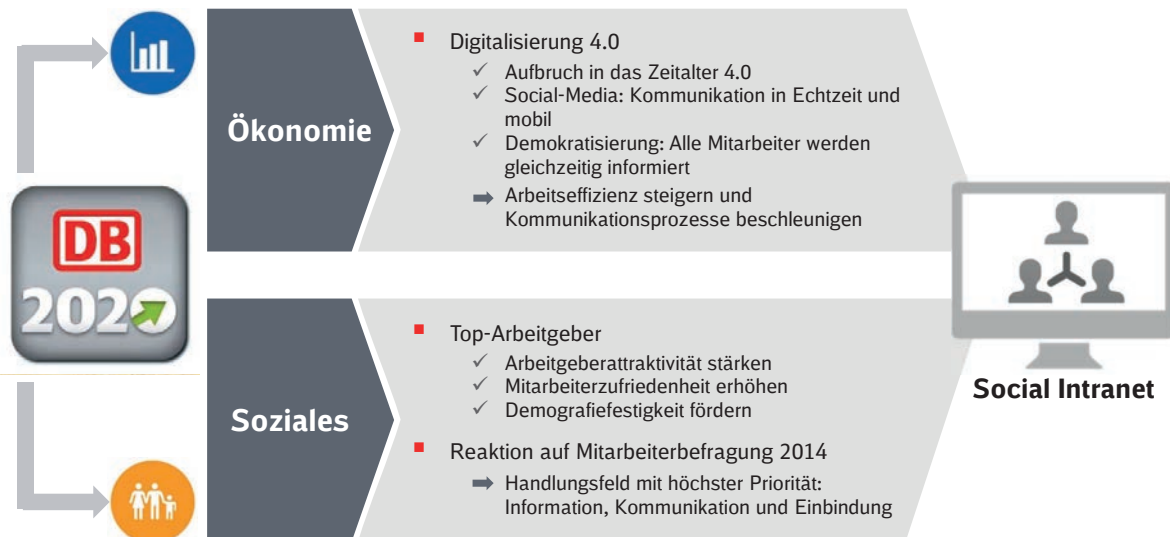 DB
2020
Ökonomie
Digitalisierung 4.0
Aufbruch in das Zeitalter 4.0
Social-Media: Kommunikation in Echtzeit und
mobil
Demokratisierung: Alle Mitarbeiter werden
gleichzeitig informiert
Arbeitseffizienz steigern und
Kommunikationsprozesse beschleunigen
Soziales
Top-Arbeitgeber
Arbeitgeberattraktivität stärken
Mitarbeiterzufriedenheit erhöhen
Demografiefestigkeit fördern
Reaktion auf Mitarbeiterbefragung 2014
Handlungsfeld mit höchster Priorität:
Information, Kommunikation und Einbindung
Social Intranet